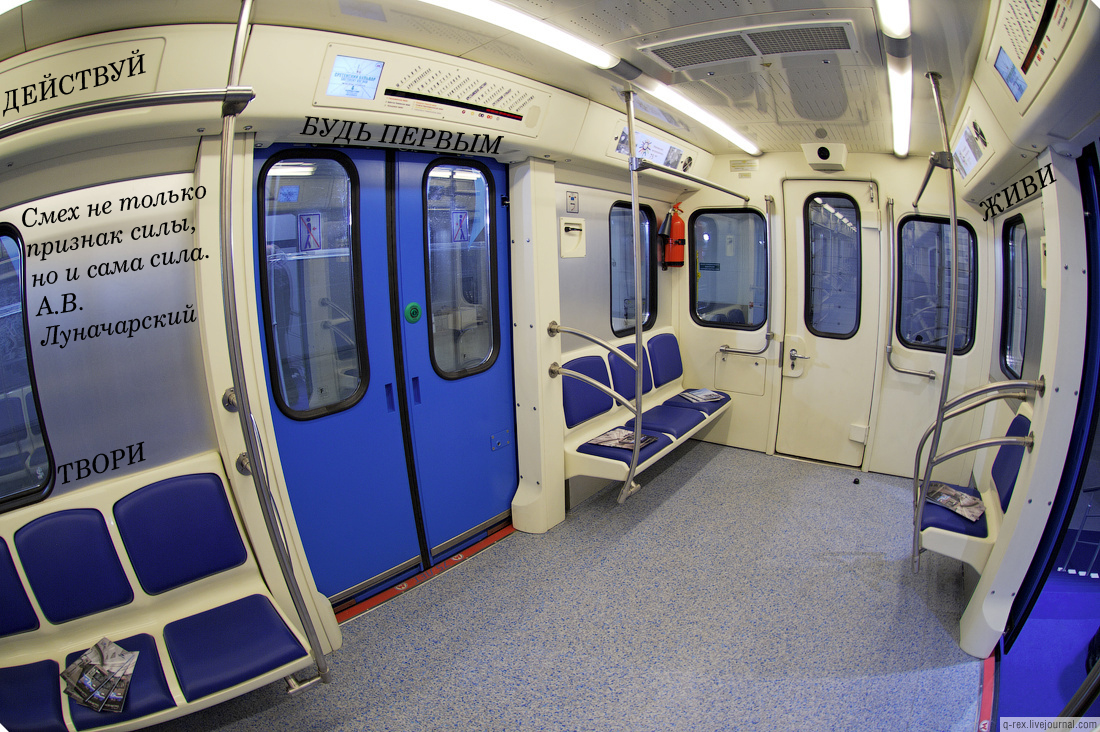 ДЕЙСТВУЙ
БУДЬ ПЕРВЫМ
ЖИВИ
Смех не только
признак силы,
но и сама сила.
А.В.
Луначарский
ТВОРИ
q-rex.livejournal.com